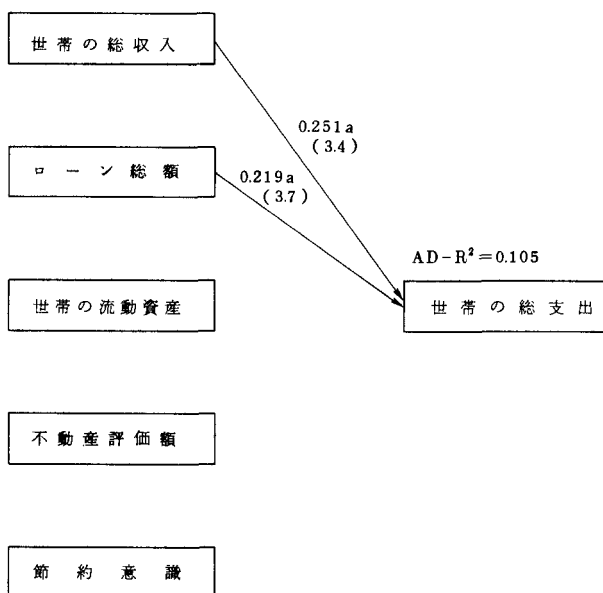 世帯の総収入
0.251a
(3.4)
ローン総額
0.219a
(3.7)
AD-R²=0.105
世帯の流動資産
世帯の総支出
不動産評価額
節約意識